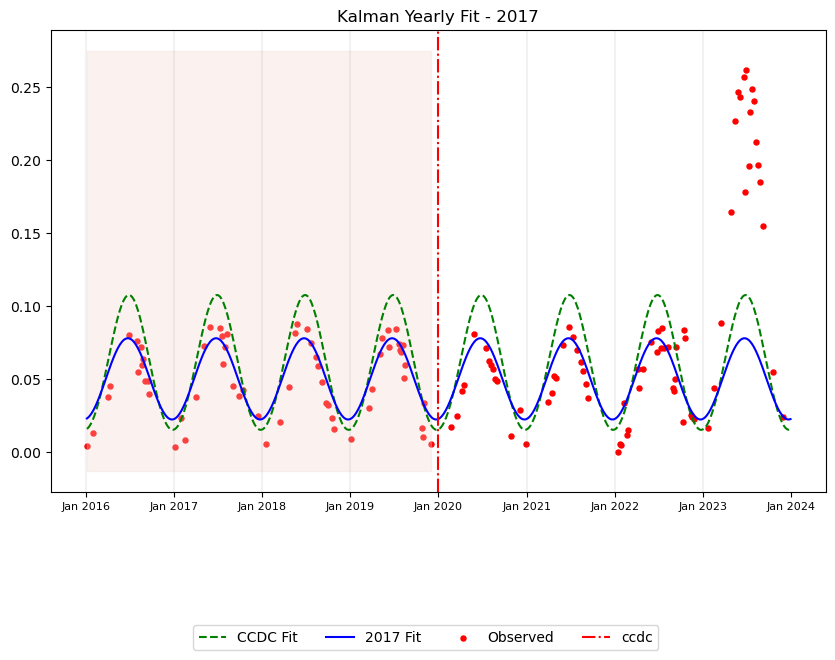 Kalman Yearly Fit - 2017
0.25
0.20
0.15
0.10
0.05
0.00
Jan 2016 Jan 2017 Jan 2018 Jan 2019 Jan 2020 Jan 2021 Jan 2022 Jan 2023 Jan 2024
CCDC Fit 2017 Fit Observed ccdc